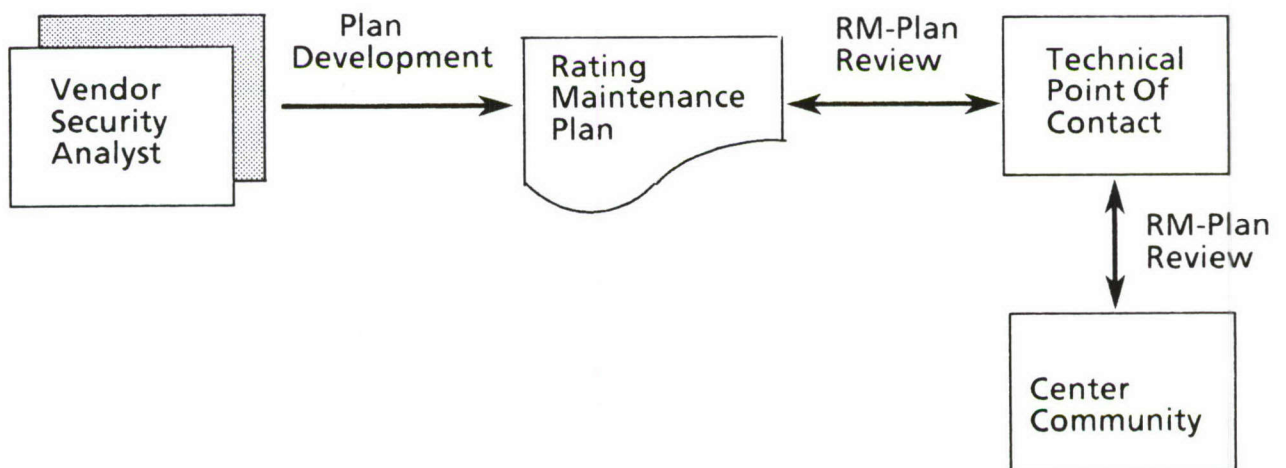 Plan
Development
Vendor
Security
Analyst
Rating
Maintenance
Plan
RM-Plan
Review
Technical
Point Of
Contact
RM-Plan
Review
Center
Community